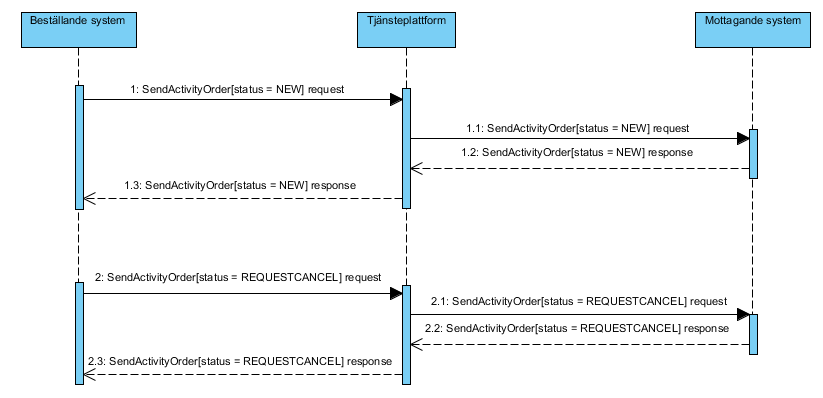 Beställande system
Tjänsteplattform
Mottagande system
1: SendActivityOrder[status = NEW] request
1.1: SendActivityOrder[status = NEW] request
1.2: SendActivityOrder[status = NEW] response
1.3: SendActivityOrder[status = NEW] response
2: SendActivityOrder[status = REQUESTCANCEL] request
2.1: SendActivityOrder[status = REQUESTCANCEL] request
2.2: SendActivityOrder[status = REQUESTCANCEL] response
2.3: SendActivityOrder[status = REQUESTCANCEL] response